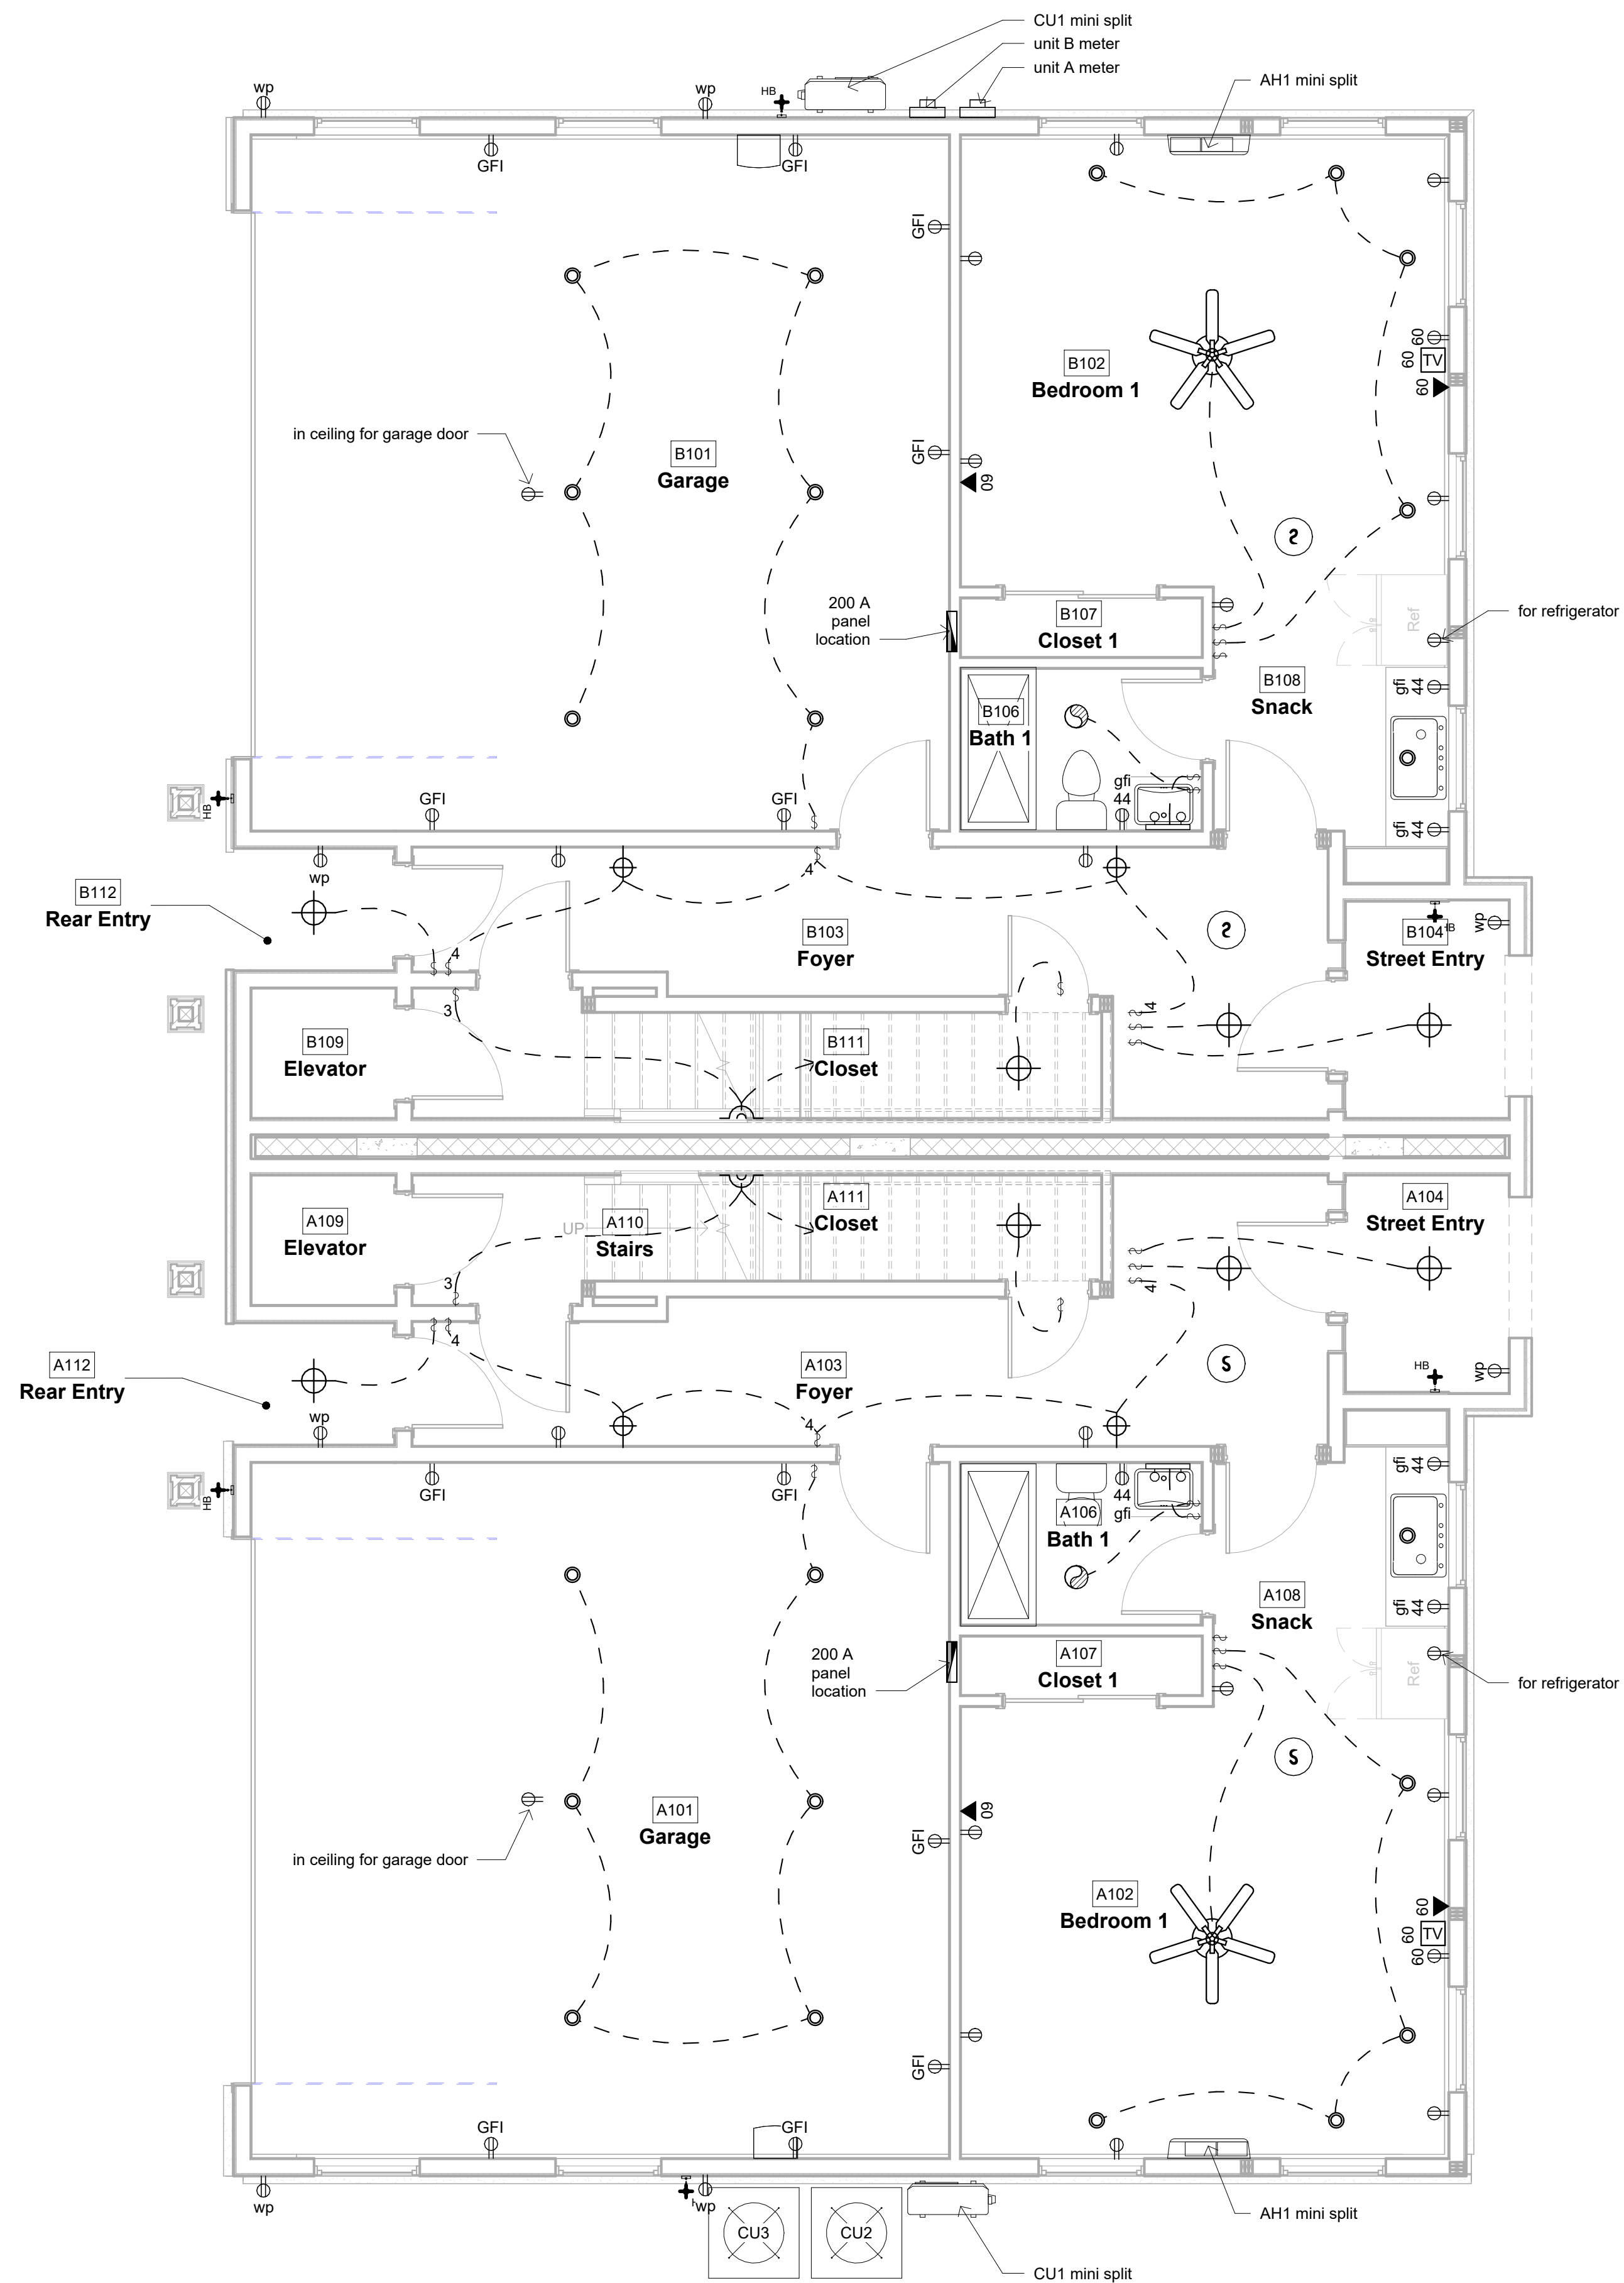 CU1 mini split
unit B meter
unit A meter
AH1 mini split
wp
wp
HB
GFI
GFI
GFI
60
TV
60
60
B102
Bedroom 1
in ceiling for garage door
B101
Garage
GFI
60
200 A
panel
location
B107
Closet 1
Ref
for refrigerator
B108
Snack
gfi
44
B106
Bath 1
gfi
44
GFI
GFI
HB
gfi
44
wp
4
B112
Rear Entry
B103
Foyer
B104
Street Entry
wp
4
3
4
B109
Elevator
B111
Closet
A109
Elevator
UP
A110
Stairs
A111
Closet
A104
Street Entry
3
4
4
A112
Rear Entry
A103
Foyer
HB
wp
wp
4
GFI
GFI
HB
44
gfi
A106
Bath 1
gfi
44
A108
Snack
gfi
44
200 A
panel
location
A107
Closet 1
Ref
for refrigerator
in ceiling for garage door
A101
Garage
60
GFI
A102
Bedroom 1
60
TV
60
60
GFI
GFI
GFI
wp
wp
CU3
CU2
AH1 mini split
CU1 mini split